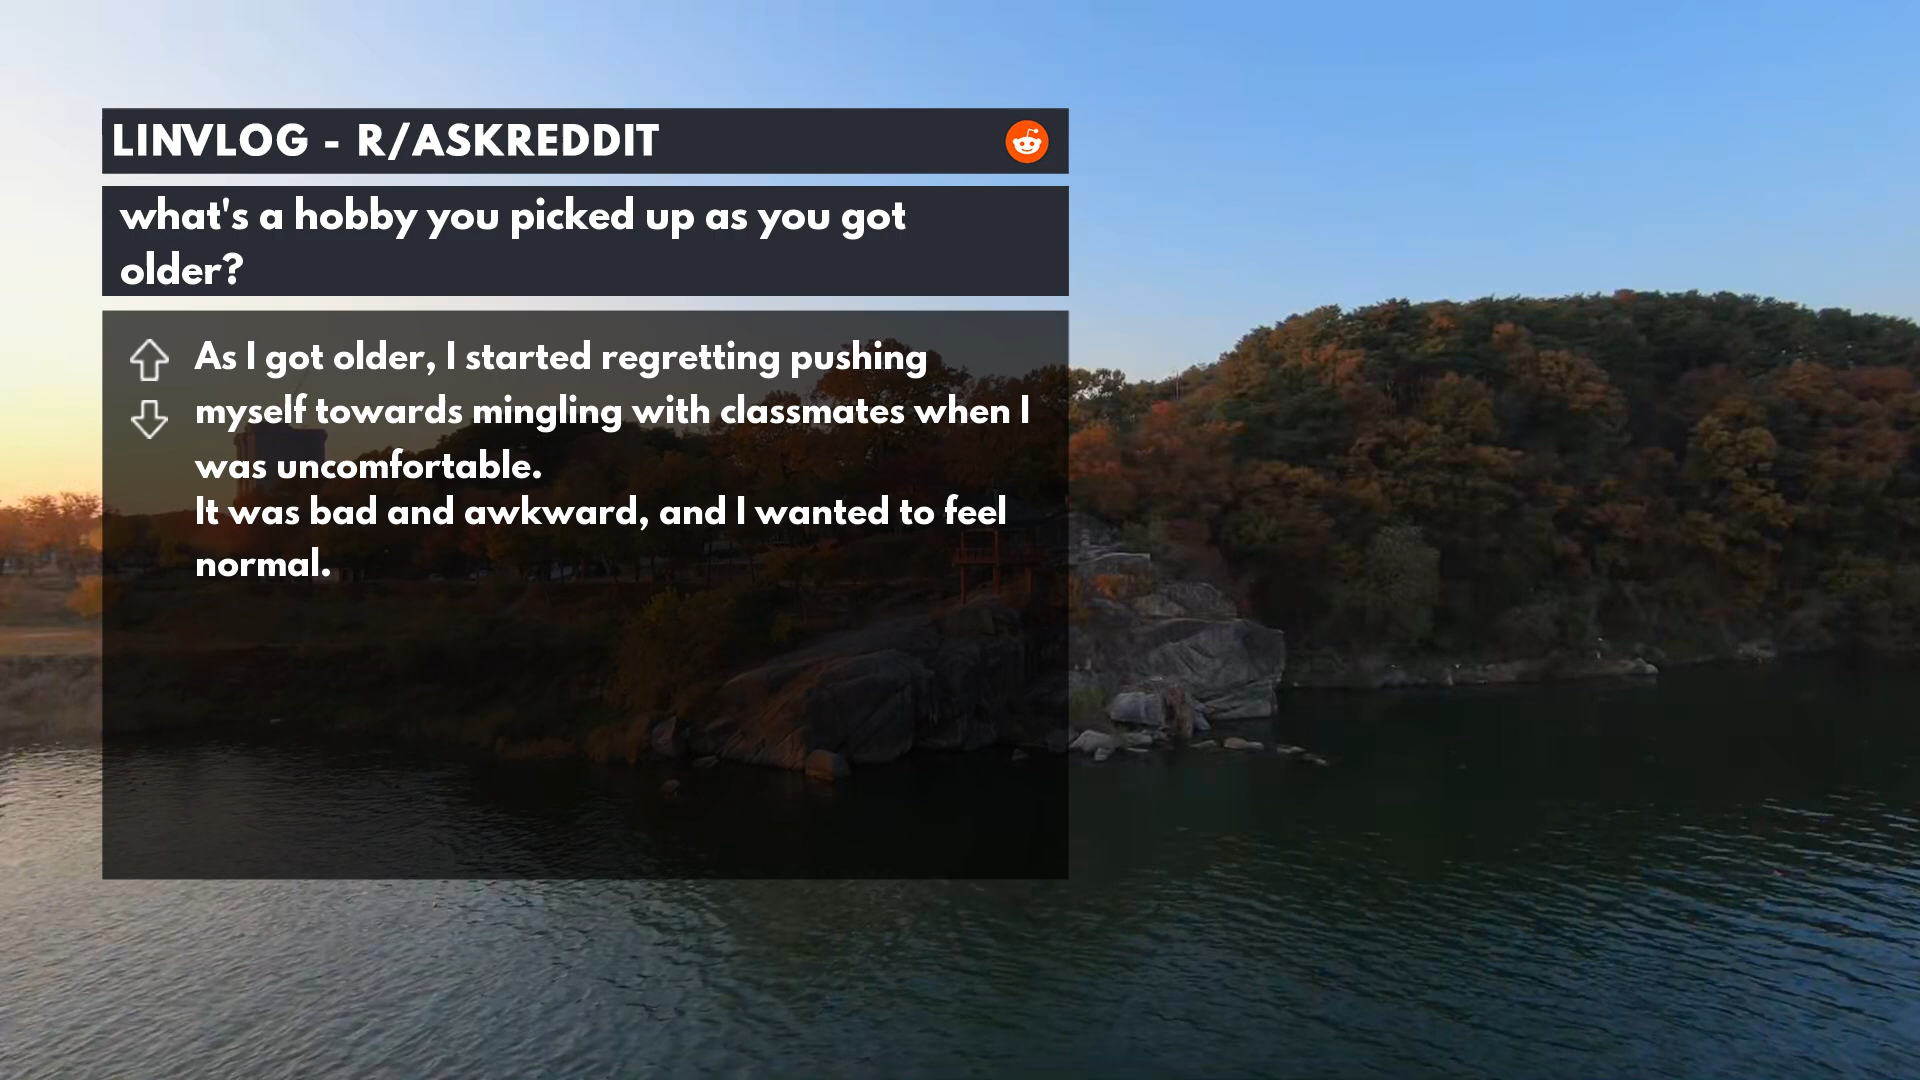 LINVLOG - R/ASKREDDIT
what's a hobby you picked up as you got
older?
As I got older, I started regretting pushing
myself towards mingling with classmates when I
was uncomfortable.
It was bad and awkward, and I wanted to feel
normal.